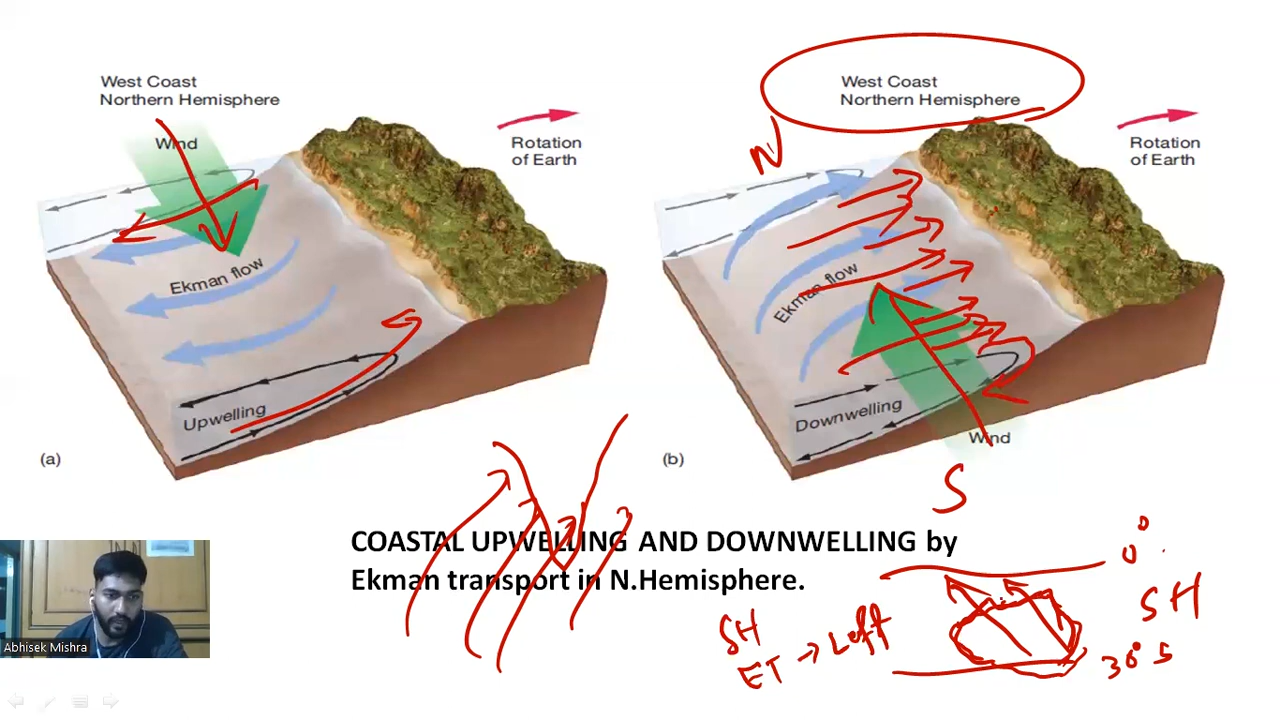 West Coast
Northern Hemisphere
Wind
Rotation
of Earth
Ekman flow
Upwelling
(a)
West Coast
Northern Hemisphere
N
Rotation
of Earth
Ekman flow
Downwelling
Wind
(b)
S
COASTAL UPWELLING AND DOWNWELLING by
Ekman transport in N.Hemisphere.
0°
SH
30° S
SH
ET → Left
Abhisek Mishra